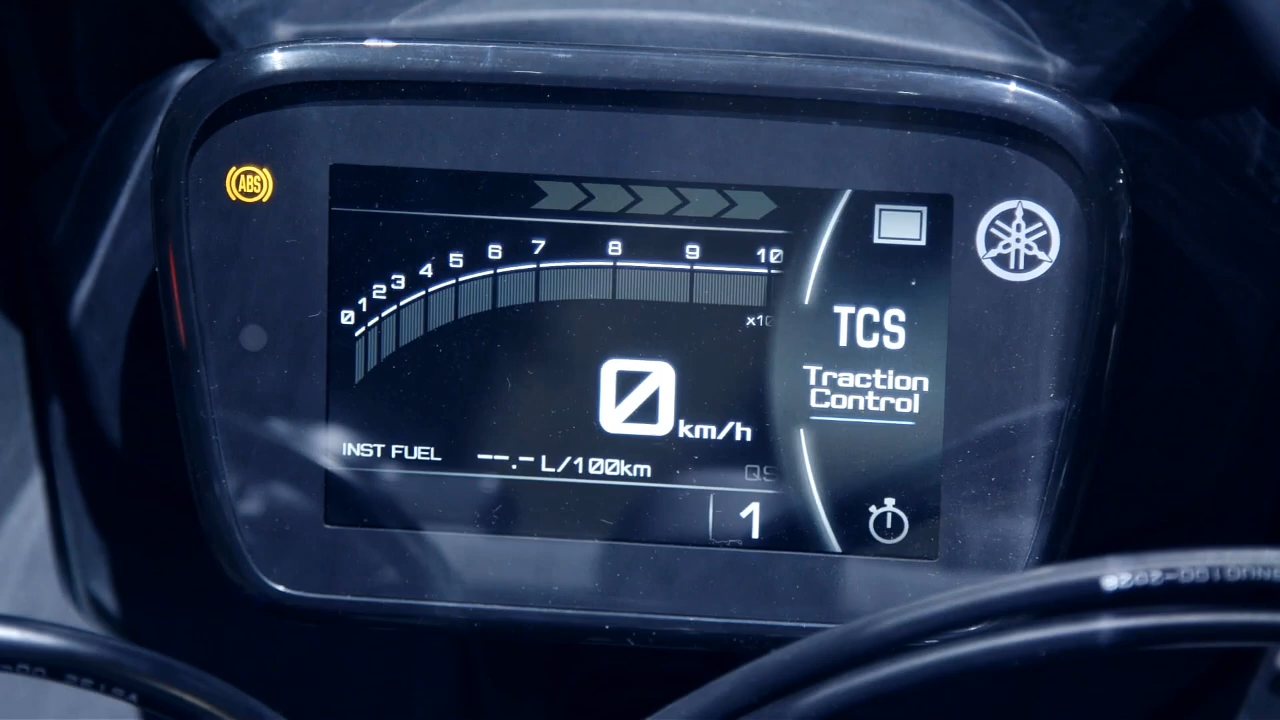 ABS
0 1 2 3 4 5 6 7 8 9 10
TCS
Traction
Control
0 km/h
INST FUEL --.- L/100km
QS
1